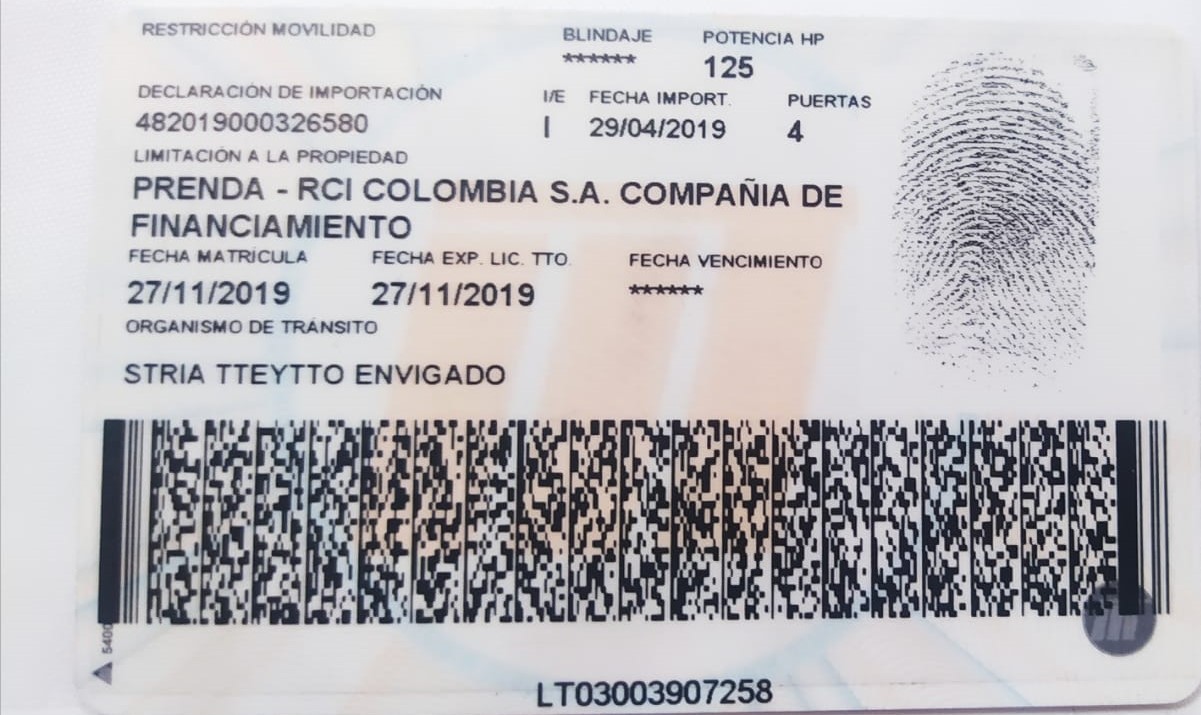 RESTRICCIÓN MOVILIDAD BLINDAJE POTENCIA HP
****** 125
DECLARACIÓN DE IMPORTACIÓN I/E FECHA IMPORT. PUERTAS
482019000326580 I 29/04/2019 4
LIMITACIÓN A LA PROPIEDAD
PRENDA - RCI COLOMBIA S.A. COMPAÑIA DE
FINANCIAMIENTO
FECHA MATRÍCULA FECHA EXP. LIC. TTO. FECHA VENCIMIENTO
27/11/2019 27/11/2019 ******
ORGANISMO DE TRÁNSITO
STRIA TTEYTTO ENVIGADO
LT03003907258